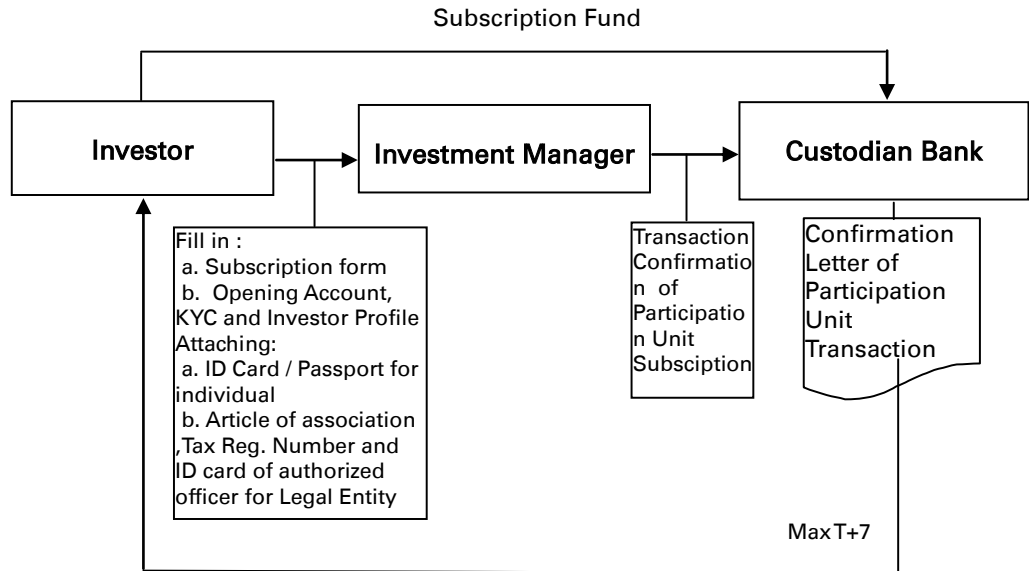 Subscription Fund
Investor
Investment Manager
Custodian Bank
Fill in :
a. Subscription form
b. Opening Account,
KYC and Investor Profile
Attaching:
a. ID Card / Passport for
individual
b. Article of association
,Tax Reg. Number and
ID card of authorized
officer for Legal Entity
Transaction
Confirmatio
n of
Participatio
n Unit
Subsciption
Confirmation
Letter of
Participation
Unit
Transaction
Max T+7